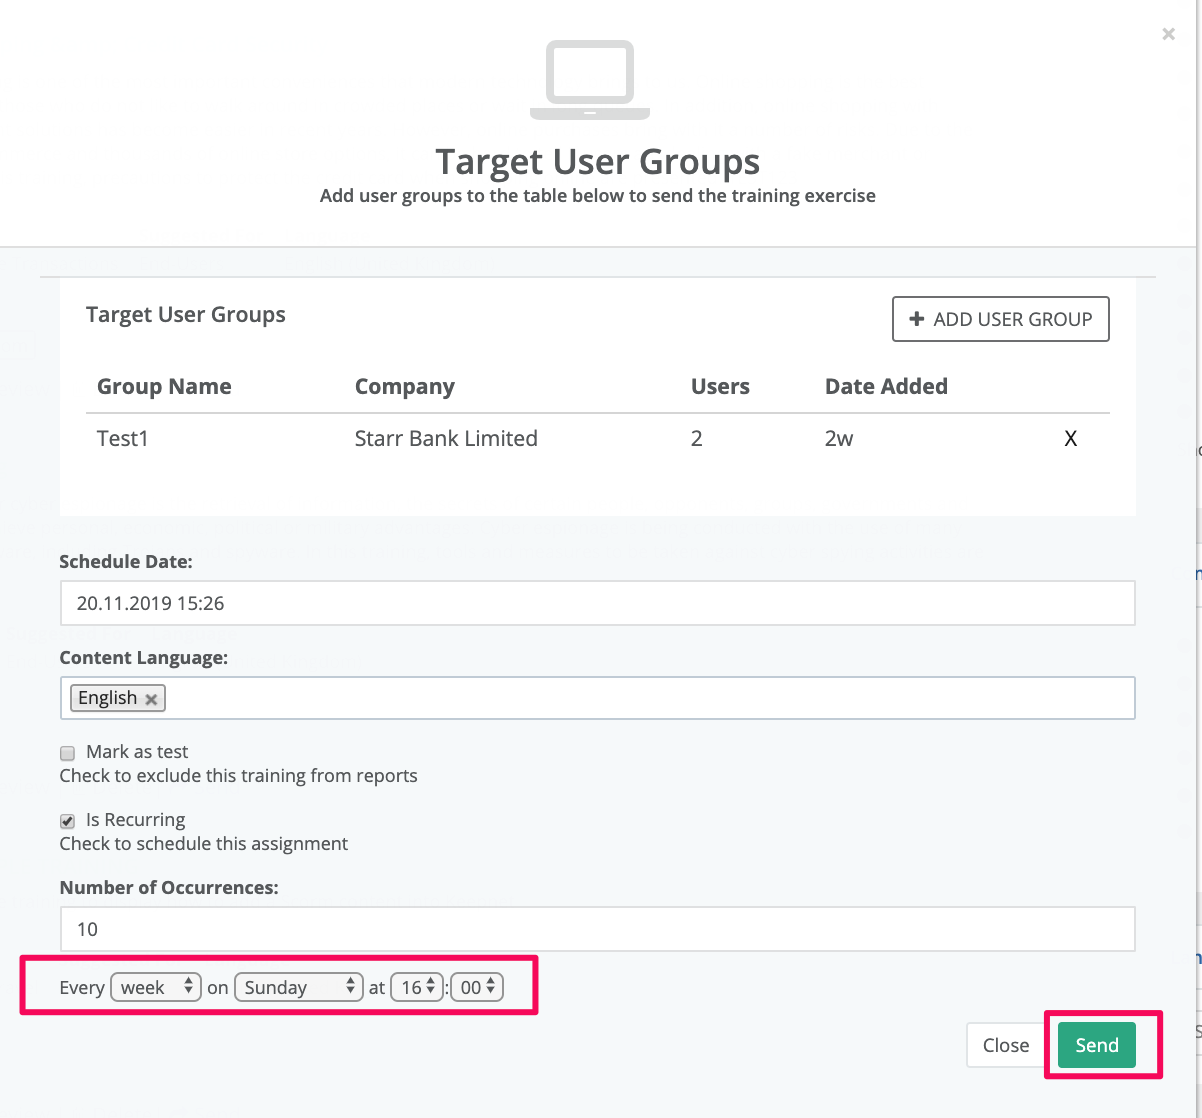 ×
Target User Groups
Add user groups to the table below to send the training exercise
Target User Groups
+ ADD USER GROUP
Group Name Company Users Date Added
Test1 Starr Bank Limited 2 2w X
Schedule Date:
20.11.2019 15:26
Content Language:
English ×
Mark as test
Check to exclude this training from reports
Is Recurring
Check to schedule this assignment
Number of Occurrences:
10
Every week on Sunday at 16 : 00
Close Send